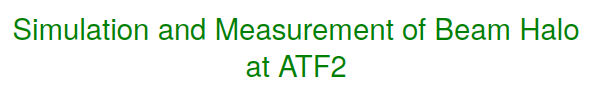 Simulation and Measurement of Beam Halo
at ATF2